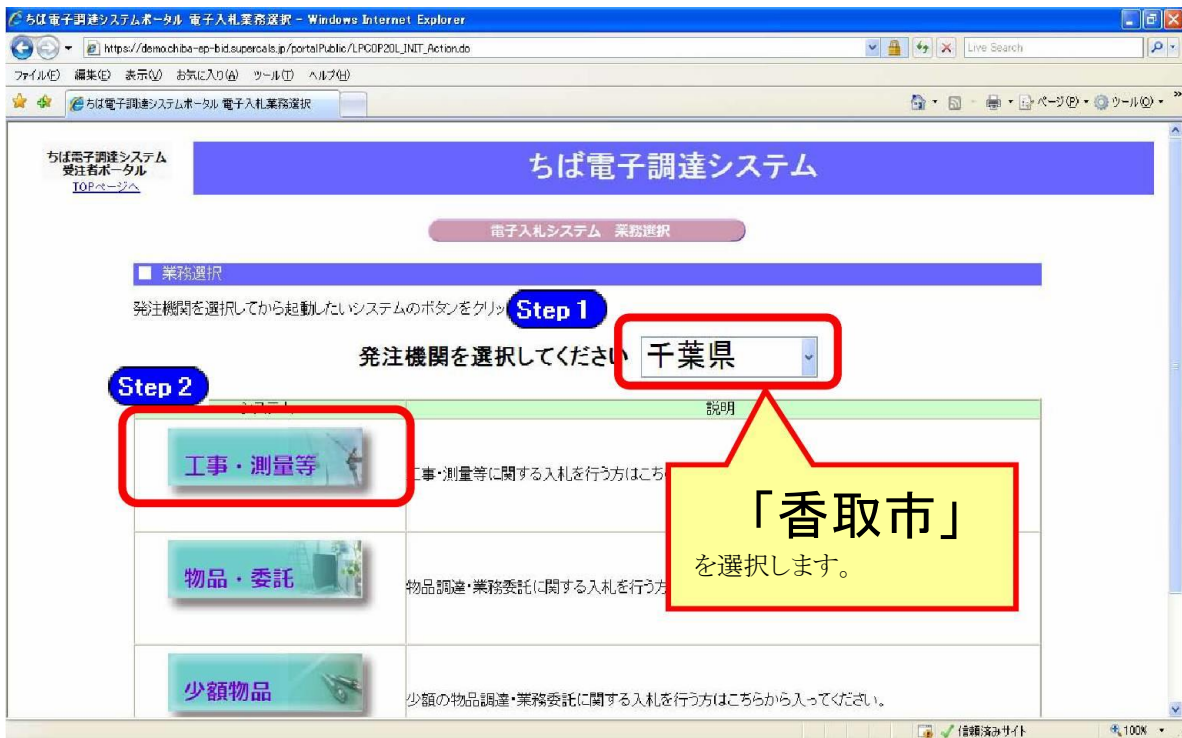 ちば電子調達システムポータル 電子入札業務選択 - Windows Internet Explorer
https://demochiba-ep-bid.supercals.jp/portalPublic/LPC0P20L_INIT_Action.do
Live Search
ファイル(F) 編集(E) 表示(V) お気に入り(A) ツール(T) ヘルプ(H)
ちば電子調達システムポータル 電子入札業務選択
ページ(P) ツール(O)
ちば電子調達システム
受注者ポータル
TOPページへ
ちば電子調達システム
電子入札システム 業務選択
■ 業務選択
発注機関を選択してから起動したいシステムのボタンをクリッ
Step 1
発注機関を選択してください 千葉県
Step 2
説明
工事・測量等
工事・測量等に関する入札を行う方はこちら
「香取市」
を選択します。
物品・委託
物品調達・業務委託に関する入札を行う方
少額物品
少額の物品調達・業務委託に関する入札を行う方はこちらから入ってください。
信頼済みサイト 100%